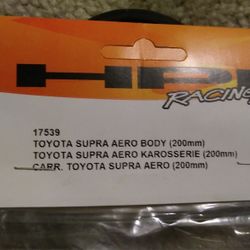 HPI
RACING
17539
TOYOTA SUPRA AERO BODY (200mm)
TOYOTA SUPRA AERO KAROSSERIE (200mm)
CARR. TOYOTA SUPRA AERO (200mm)